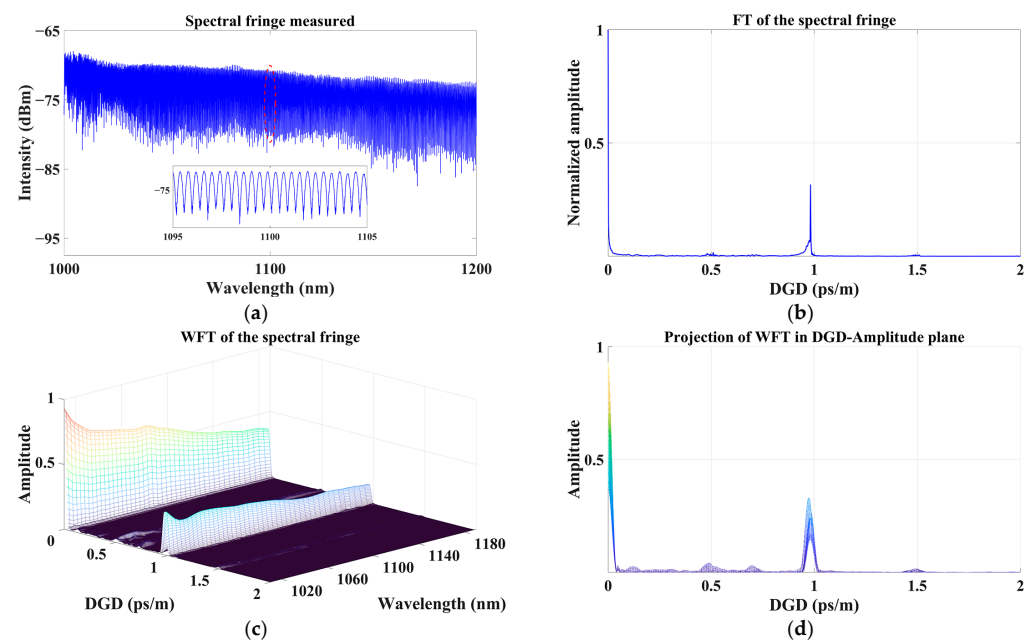 Spectral fringe measured
−65
−75
−85
−95
Intensity (dBm)
−75
1095 1100 1105
1000 1100 1200
Wavelength (nm)
(a)
FT of the spectral fringe
1
0.5
Normalized amplitude
0 0.5 1 1.5 2
DGD (ps/m)
(b)
WFT of the spectral fringe
1
0.5
0
Amplitude
0 0.5 1 1.5 2
DGD (ps/m)
1020 1060 1100 1140 1180
Wavelength (nm)
(c)
Projection of WFT in DGD-Amplitude plane
1
0.5
Amplitude
0 0.5 1 1.5 2
DGD (ps/m)
(d)